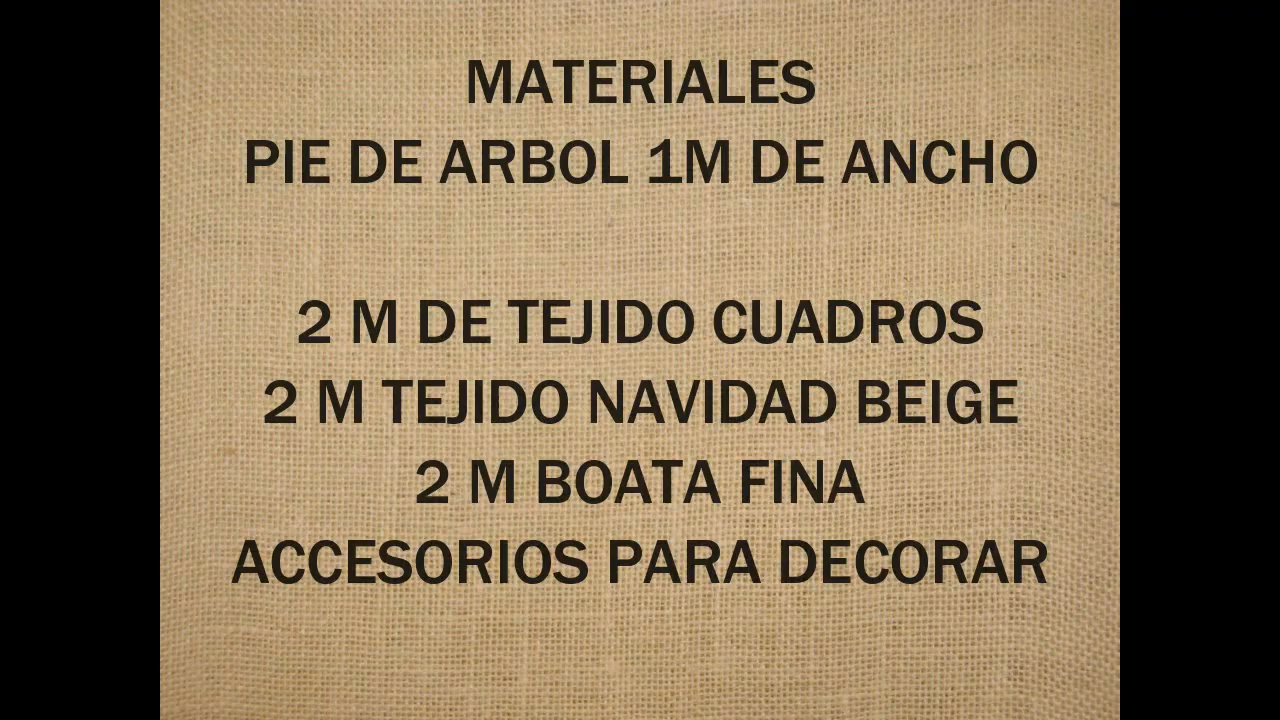 MATERIALES
PIE DE ARBOL 1M DE ANCHO
2 M DE TEJIDO CUADROS
2 M TEJIDO NAVIDAD BEIGE
2 M BOATA FINA
ACCESORIOS PARA DECORAR